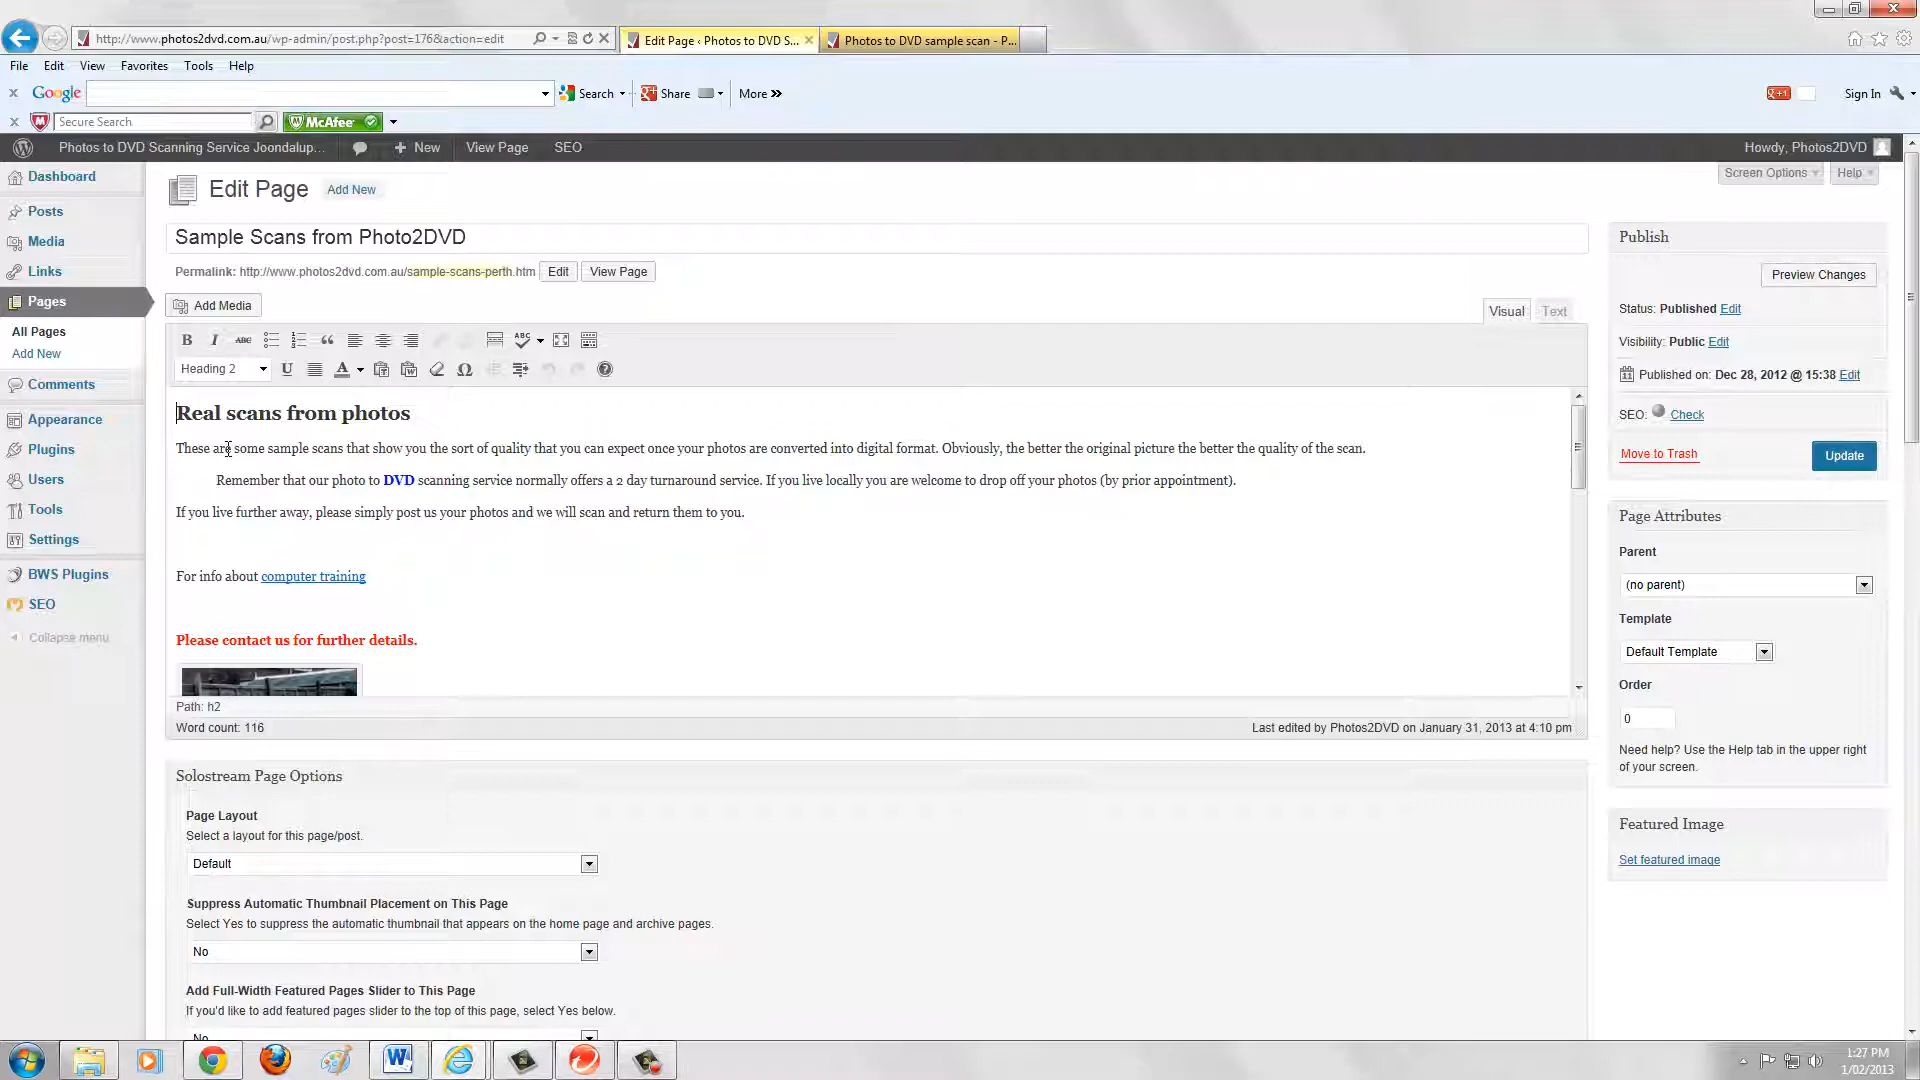 http://www.photos2dvd.com.au/wp-admin/post.php?post=176&action=edit
Edit Page ‹ Photos to DVD S...
Photos to DVD sample scan - P...
File Edit View Favorites Tools Help
Google
Search
Share
More »
Sign In
Secure Search
McAfee
Photos to DVD Scanning Service Joondalup...
New
View Page
SEO
Howdy, Photos2DVD
Dashboard
Posts
Media
Links
Pages
All Pages
Add New
Comments
Appearance
Plugins
Users
Tools
Settings
BWS Plugins
SEO
Collapse menu
Screen Options
Help
Edit Page
Add New
Sample Scans from Photo2DVD
Permalink: http://www.photos2dvd.com.au/sample-scans-perth.htm Edit View Page
Add Media
Visual
Text
B I ABC ABC
Heading 2 U A Ω
Real scans from photos
These are some sample scans that show you the sort of quality that you can expect once your photos are converted into digital format. Obviously, the better the original picture the better the quality of the scan.
Remember that our photo to DVD scanning service normally offers a 2 day turnaround service. If you live locally you are welcome to drop off your photos (by prior appointment).
If you live further away, please simply post us your photos and we will scan and return them to you.
For info about computer training
Please contact us for further details.
Path: h2
Word count: 116
Last edited by Photos2DVD on January 31, 2013 at 4:10 pm
Solostream Page Options
Page Layout
Select a layout for this page/post.
Default
Suppress Automatic Thumbnail Placement on This Page
Select Yes to suppress the automatic thumbnail that appears on the home page and archive pages.
No
Add Full-Width Featured Pages Slider to This Page
If you'd like to add featured pages slider to the top of this page, select Yes below.
No
Publish
Preview Changes
Status: Published Edit
Visibility: Public Edit
Published on: Dec 28, 2012 @ 15:38 Edit
SEO: Check
Move to Trash
Update
Page Attributes
Parent
(no parent)
Template
Default Template
Order
0
Need help? Use the Help tab in the upper right
of your screen.
Featured Image
Set featured image
1:27 PM
1/02/2013